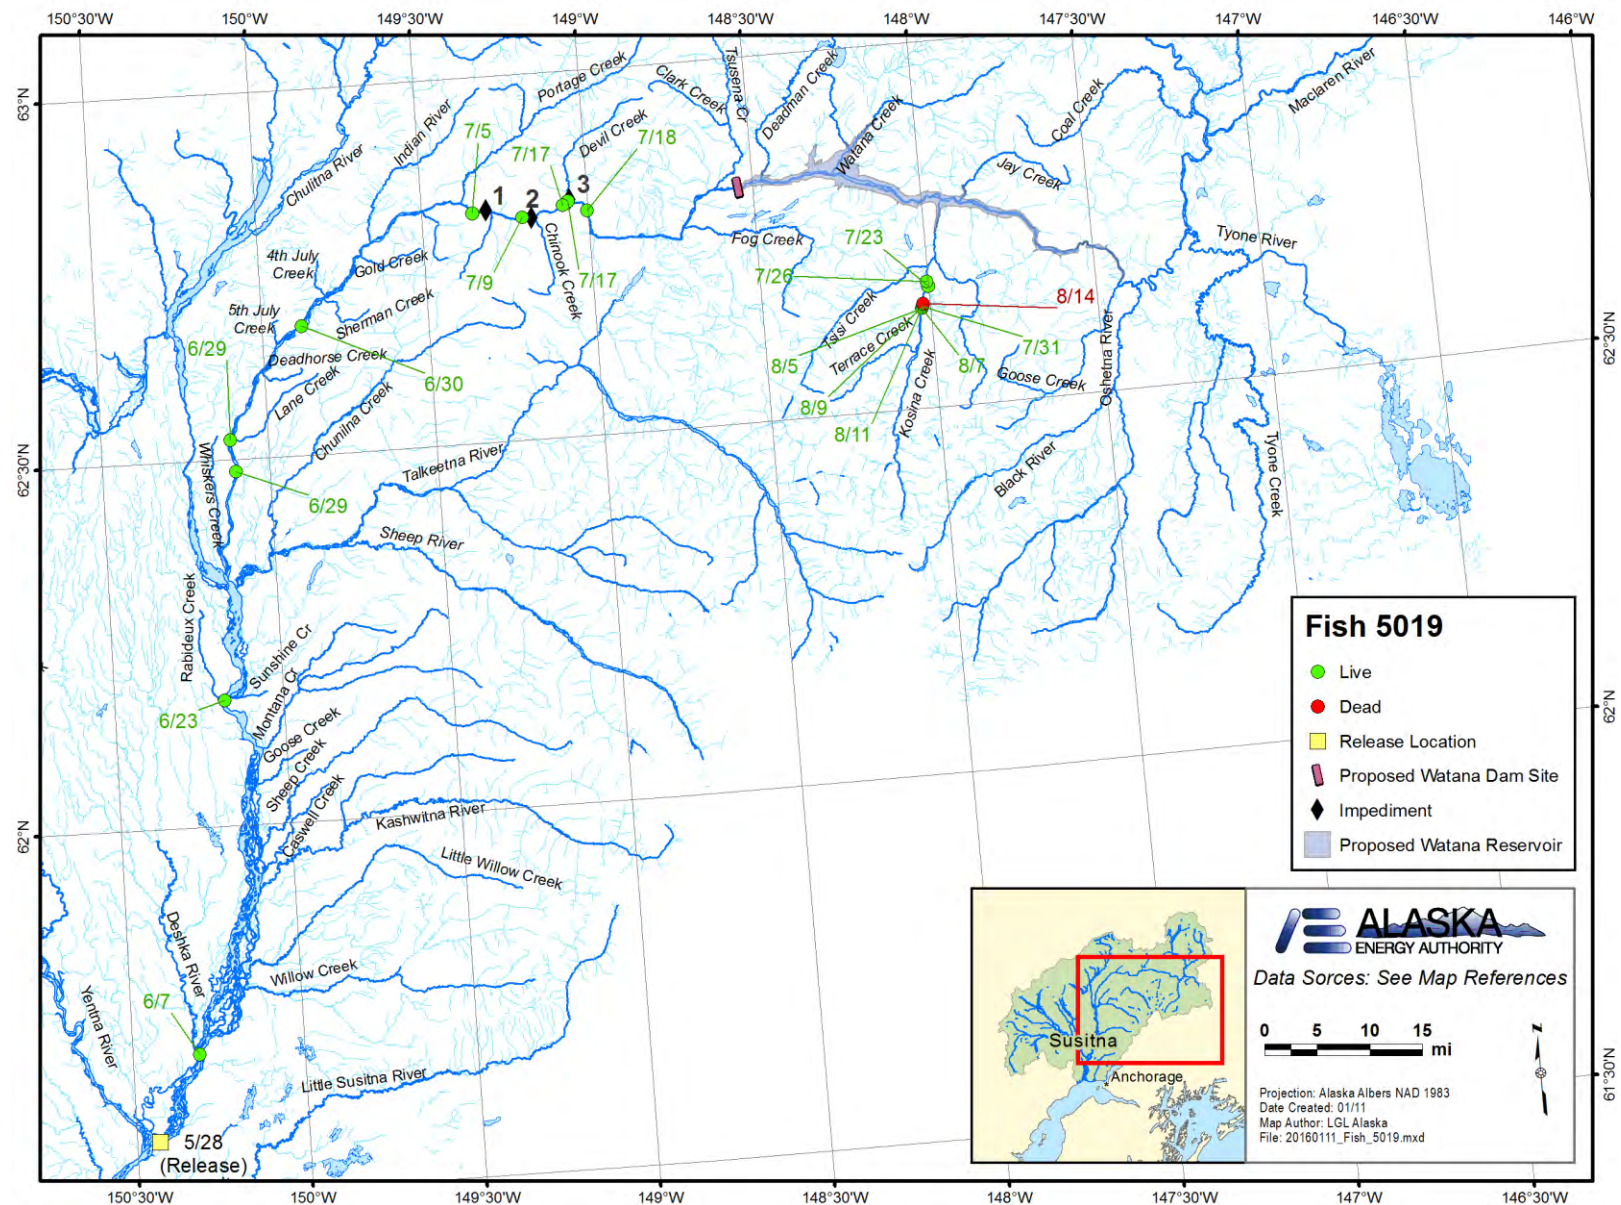 150°30'W
150°W
149°30'W
149°W
148°30'W
148°W
147°30'W
147°W
146°30'W
146°W
63°N
62°30'N
62°N
62°30'N
62°N
61°30'N
Portage Creek
Clark Creek
Tsusena Cr
Deadman Creek
Watana Creek
Coal Creek
Maclaren River
Indian River
Devil Creek
Chulitna River
Jay Creek
7/5
7/17
7/18
1
2
3
4th July
Creek
Gold Creek
7/9
Chinook Creek
7/17
Fog Creek
7/23
7/26
Tyone River
8/14
5th July
Creek
Sherman Creek
Tsisi Creek
Terrace Creek
7/31
8/5
8/7
8/9
8/11
Kosina Creek
Goose Creek
Oshetna River
6/29
Deadhorse Creek
6/30
Lane Creek
Chunilna Creek
Whiskers Creek
Talkeetna River
6/29
Black River
Tyone Creek
Sheep River
Rabideux Creek
Sunshine Cr
6/23
Montana Cr
Goose Creek
Sheep Creek
Caswell Creek
Kashwitna River
Little Willow Creek
Deshka River
Willow Creek
6/7
Yentna River
Little Susitna River
5/28
(Release)
Fish 5019
Live
Dead
Release Location
Proposed Watana Dam Site
Impediment
Proposed Watana Reservoir
Susitna
Anchorage
ALASKA
ENERGY AUTHORITY
Data Sorces: See Map References
0 5 10 15
mi
N
Projection: Alaska Albers NAD 1983
Date Created: 01/11
Map Author: LGL Alaska
File: 20160111_Fish_5019.mxd
150°30'W
150°W
149°30'W
149°W
148°30'W
148°W
147°30'W
147°W
146°30'W